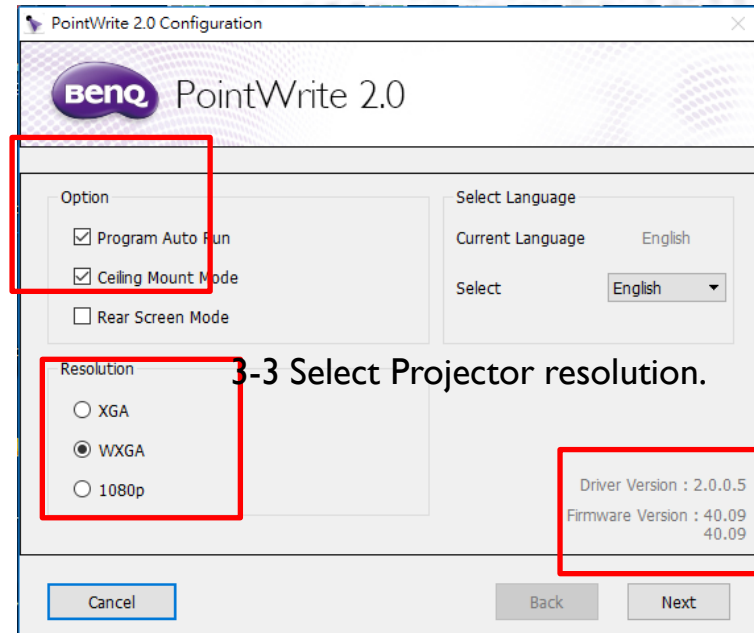 PointWrite 2.0 Configuration
BenQ PointWrite 2.0
Option
Program Auto Run
Ceiling Mount Mode
Rear Screen Mode
Select Language
Current Language English
Select English
Resolution
3-3 Select Projector resolution.
XGA
WXGA
1080p
Driver Version : 2.0.0.5
Firmware Version : 40.09
40.09
Cancel
Back
Next